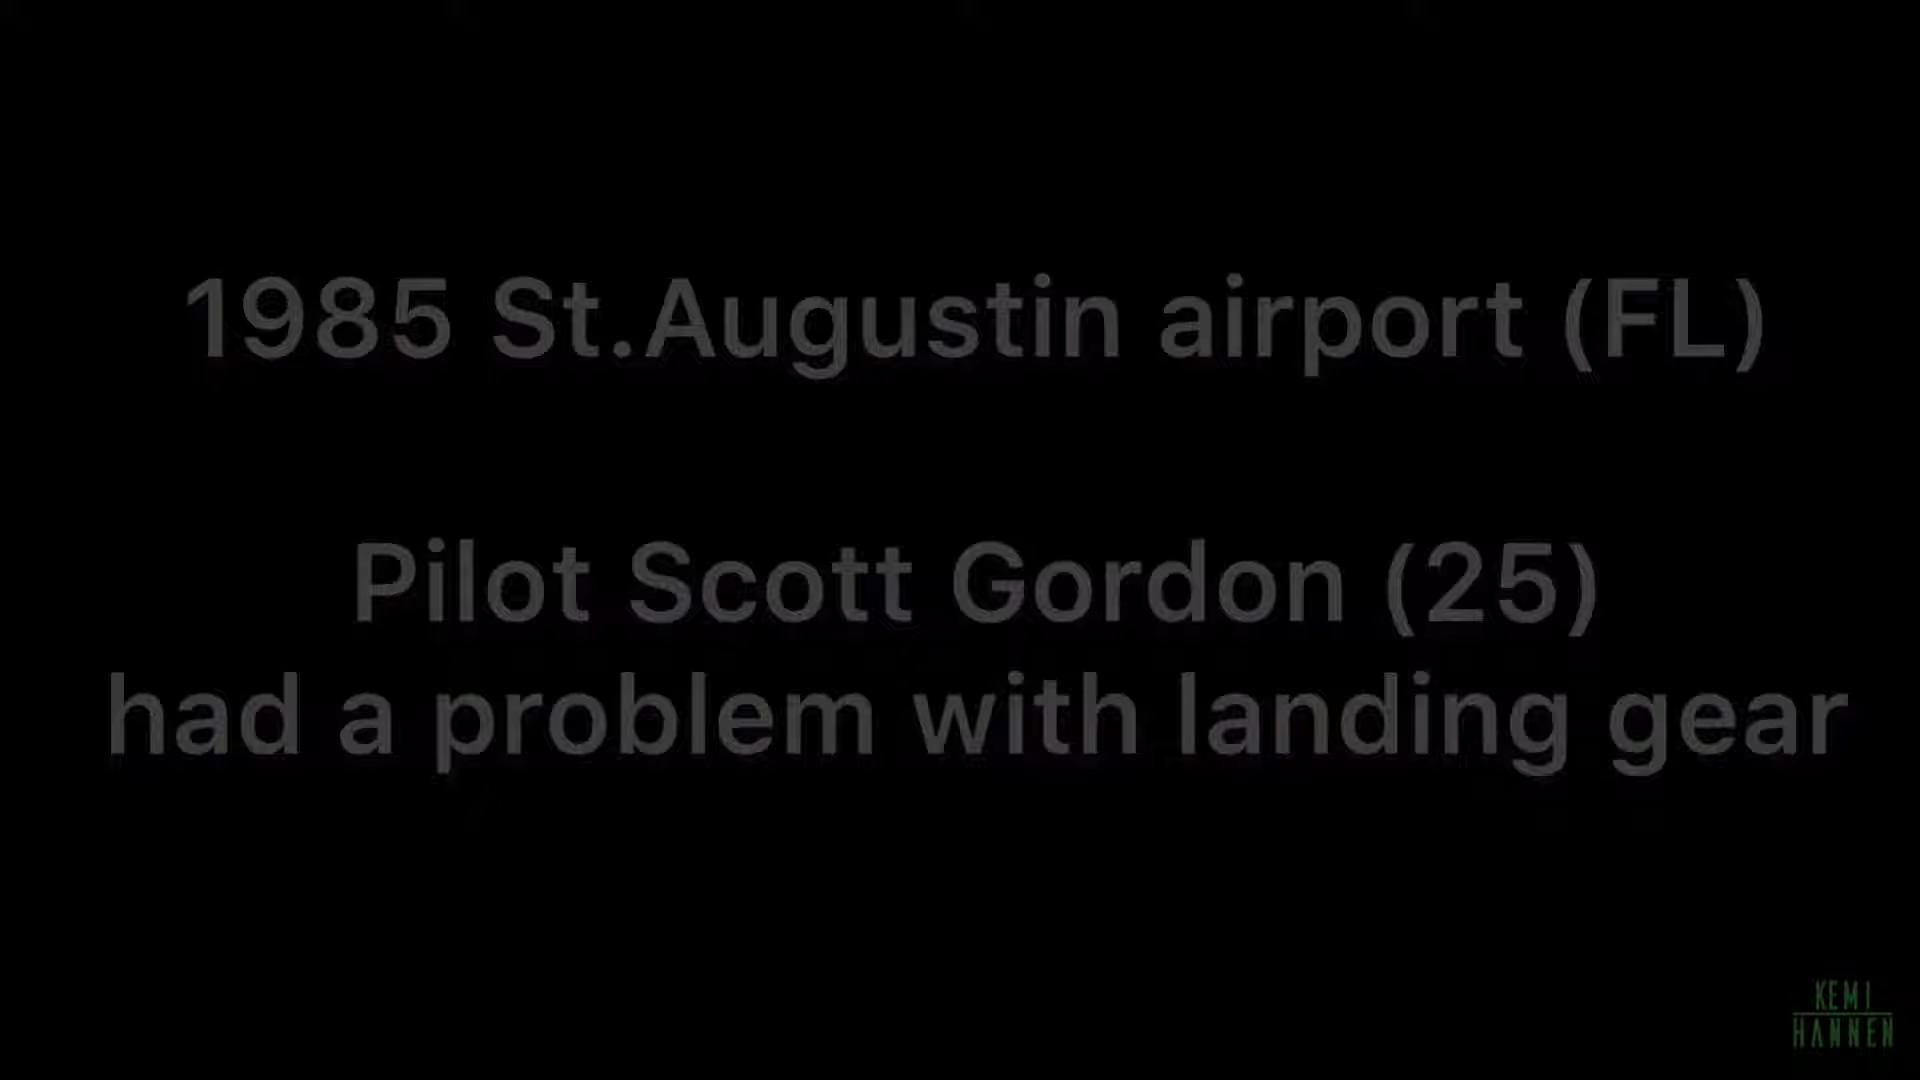 1985 St.Augustin airport (FL)
Pilot Scott Gordon (25)
had a problem with landing gear
KEMI
HANNEN